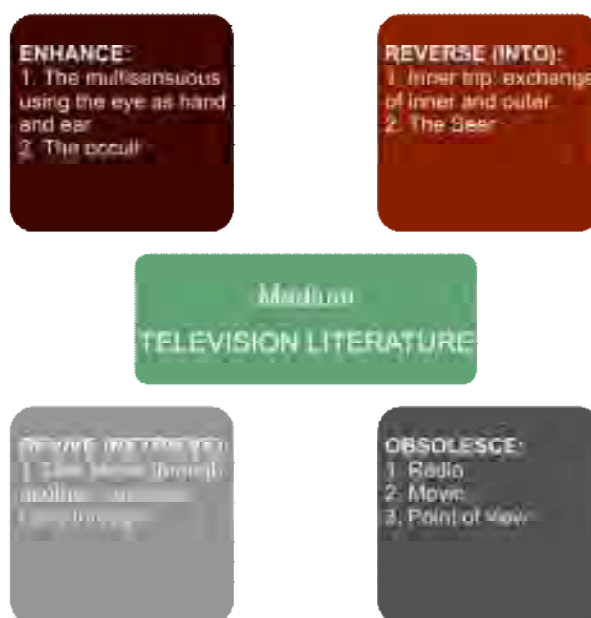 ENHANCE:
1. The multisensuous
using the eye as hand
and ear
2. The occult
REVERSE (INTO):
1. Inner trip: exchange
of inner and outer
2. The Seer
Medium
TELEVISION LITERATURE
OBSOLESCE:
1. Radio
2. Movie
3. Point of view